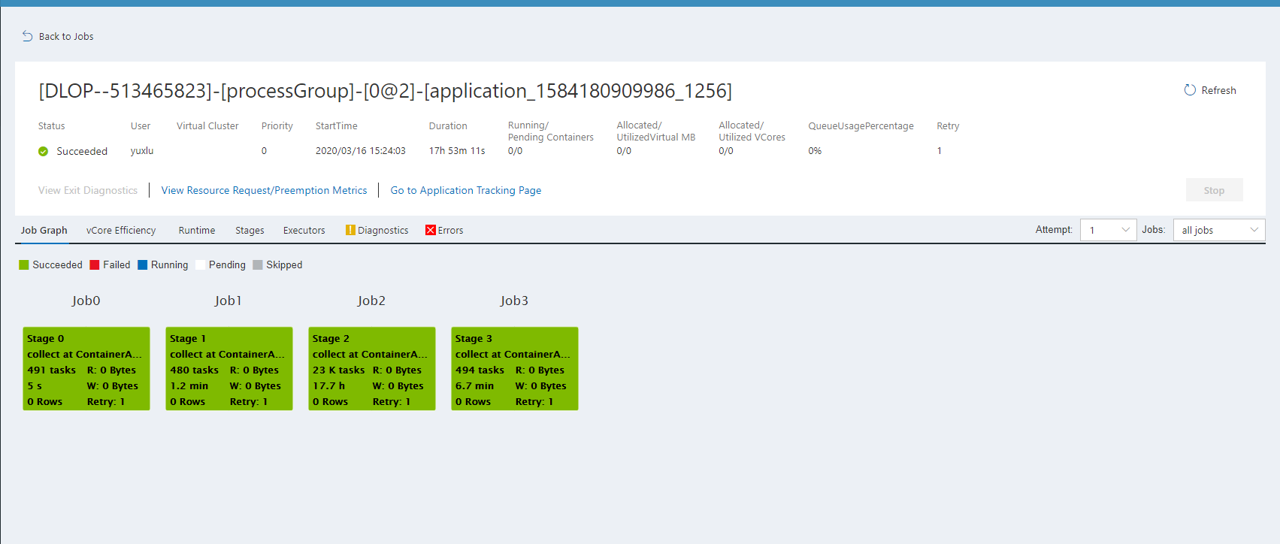 Back to Jobs
[DLOP--513465823]-[processGroup]-[0@2]-[application_1584180909986_1256]
Refresh
Status User Virtual Cluster Priority StartTime Duration Running/ Pending Containers Allocated/ UtilizedVirtual MB Allocated/ Utilized VCores QueueUsagePercentage Retry
Succeeded yuxlu 0 2020/03/16 15:24:03 17h 53m 11s 0/0 0/0 0/0 0% 1
View Exit Diagnostics View Resource Request/Preemption Metrics Go to Application Tracking Page Stop
Job Graph vCore Efficiency Runtime Stages Executors Diagnostics Errors Attempt: 1 Jobs: all jobs
Succeeded Failed Running Pending Skipped
Job0
Stage 0
collect at ContainerA...
491 tasks R: 0 Bytes
5 s W: 0 Bytes
0 Rows Retry: 1
Job1
Stage 1
collect at ContainerA...
480 tasks R: 0 Bytes
1.2 min W: 0 Bytes
0 Rows Retry: 1
Job2
Stage 2
collect at ContainerA...
23 K tasks R: 0 Bytes
17.7 h W: 0 Bytes
0 Rows Retry: 1
Job3
Stage 3
collect at ContainerA...
494 tasks R: 0 Bytes
6.7 min W: 0 Bytes
0 Rows Retry: 1